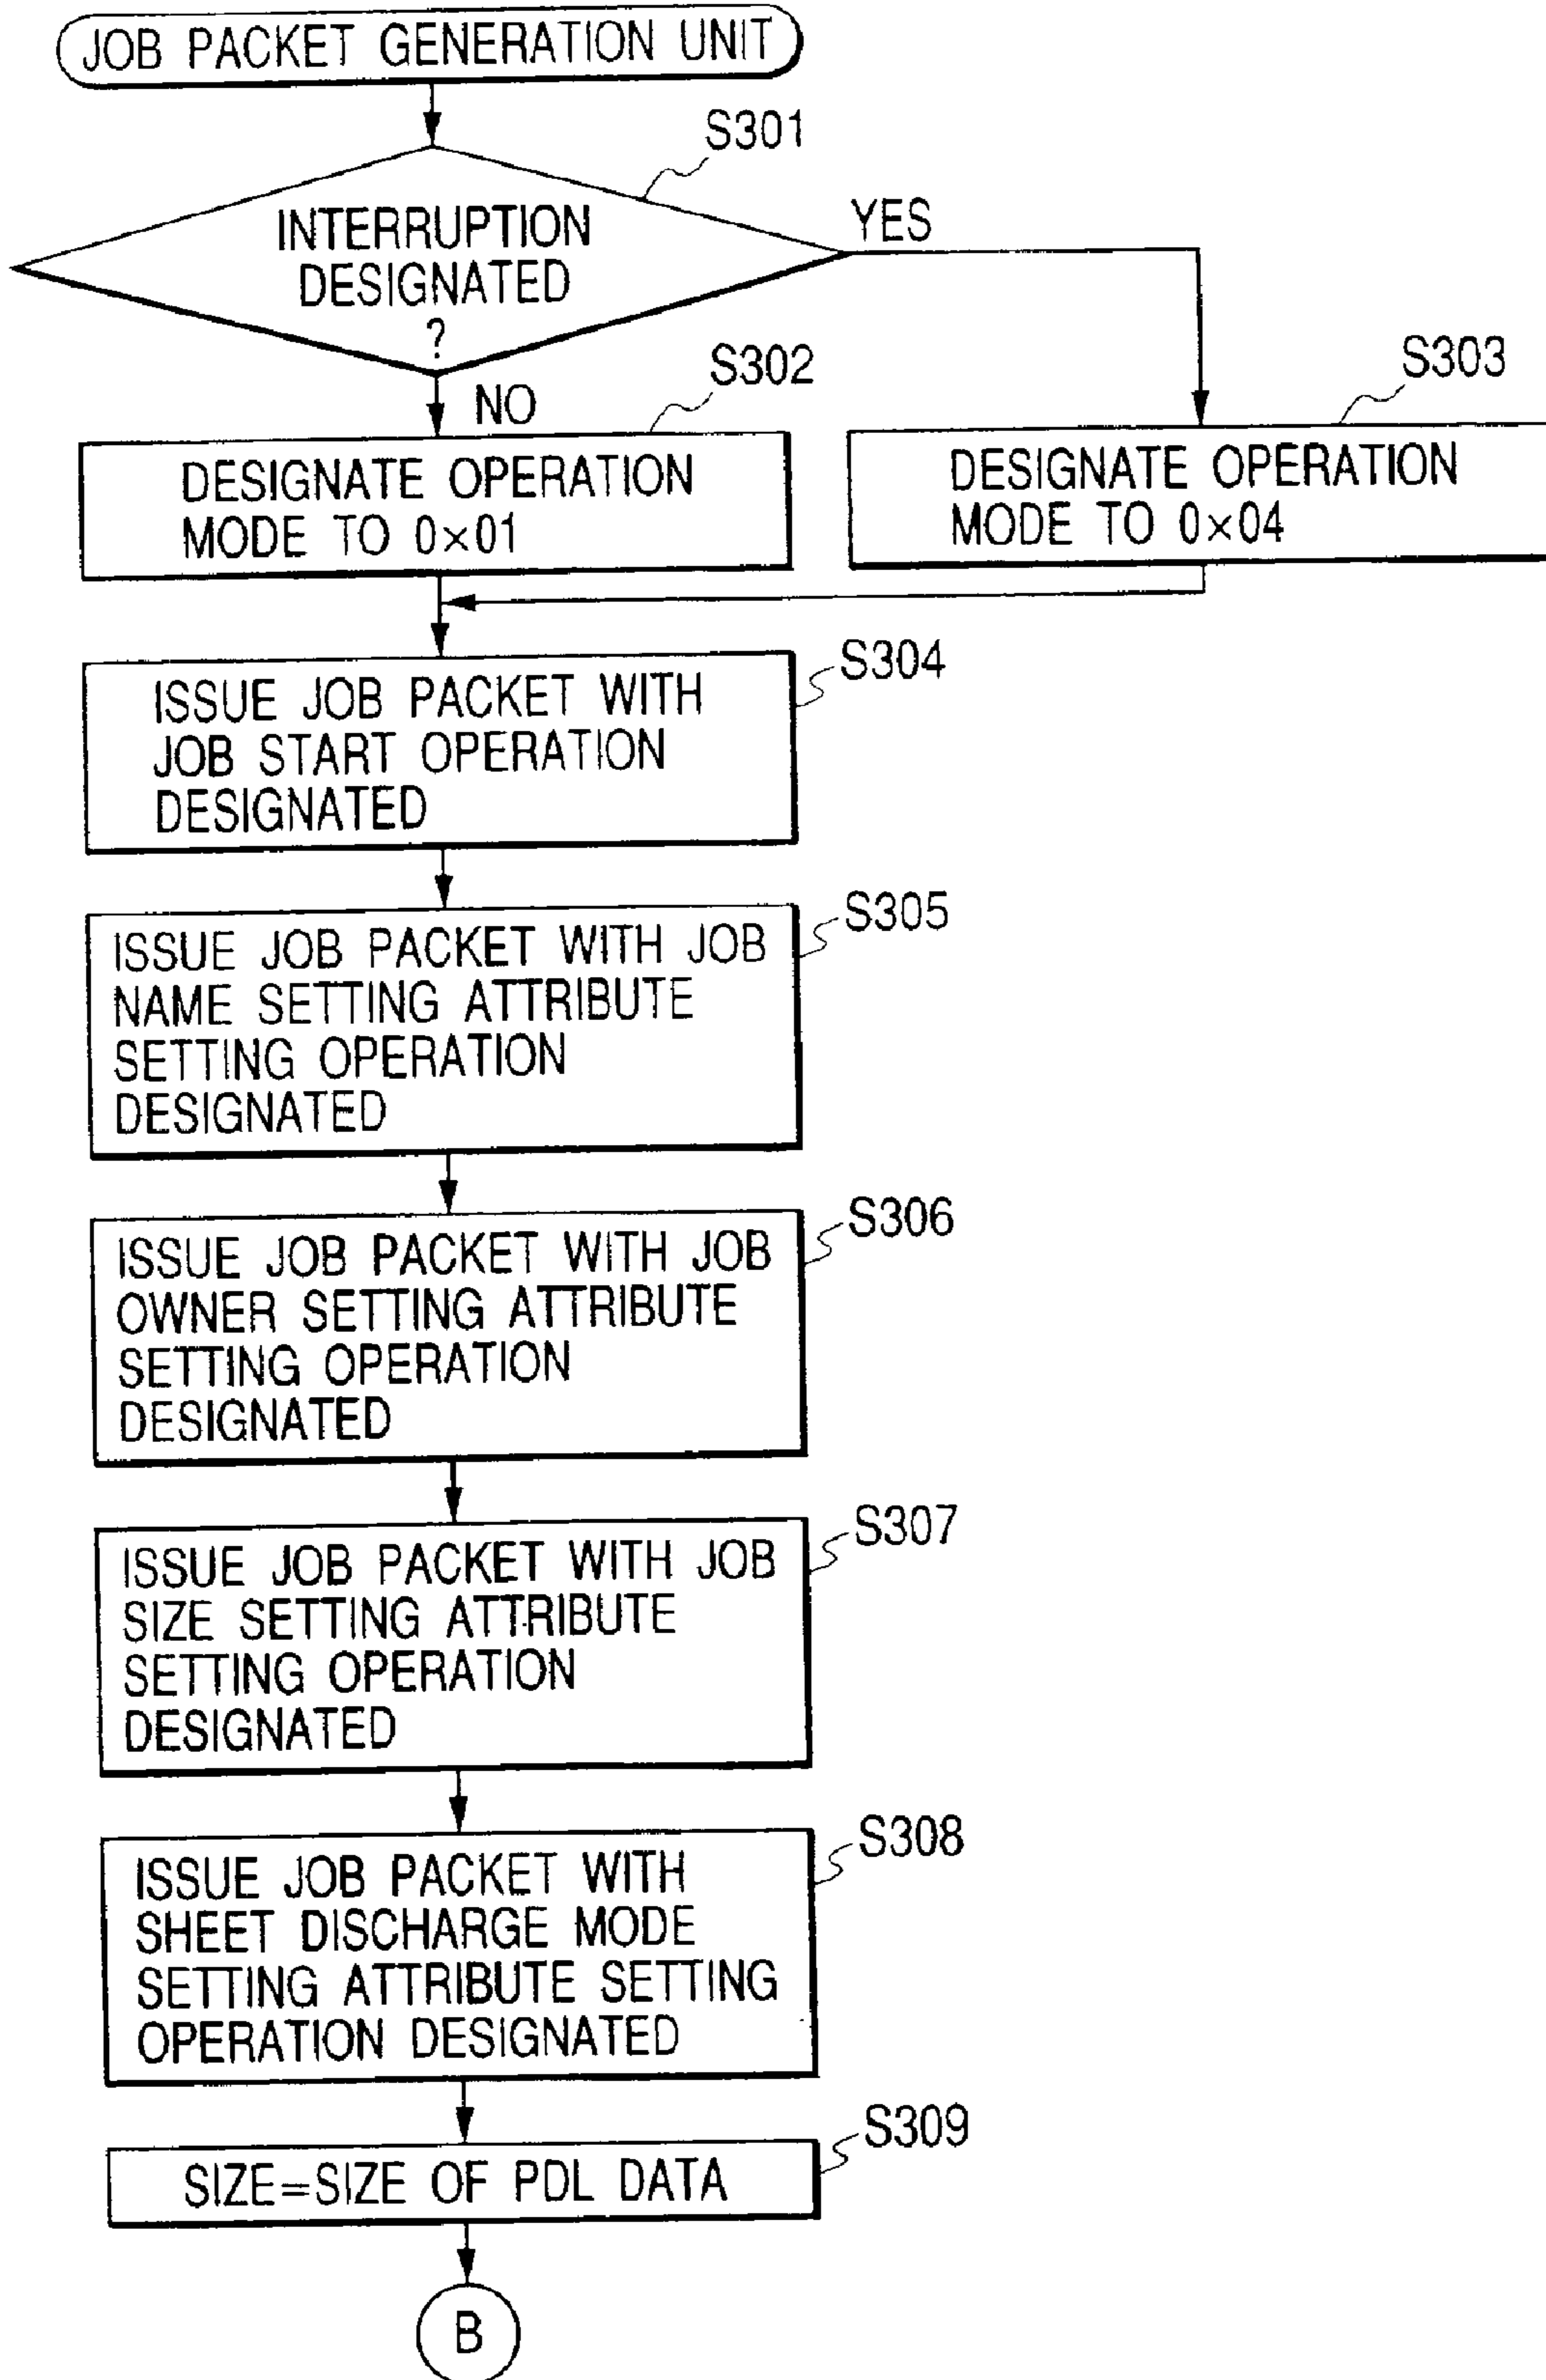 JOB PACKET GENERATION UNIT
S301
INTERRUPTION
DESIGNATED
?
YES
NO
S302
DESIGNATE OPERATION
MODE TO 0×01
S303
DESIGNATE OPERATION
MODE TO 0×04
S304
ISSUE JOB PACKET WITH
JOB START OPERATION
DESIGNATED
S305
ISSUE JOB PACKET WITH JOB
NAME SETTING ATTRIBUTE
SETTING OPERATION
DESIGNATED
S306
ISSUE JOB PACKET WITH JOB
OWNER SETTING ATTRIBUTE
SETTING OPERATION
DESIGNATED
S307
ISSUE JOB PACKET WITH JOB
SIZE SETTING ATTRIBUTE
SETTING OPERATION
DESIGNATED
S308
ISSUE JOB PACKET WITH
SHEET DISCHARGE MODE
SETTING ATTRIBUTE SETTING
OPERATION DESIGNATED
S309
SIZE=SIZE OF PDL DATA
B